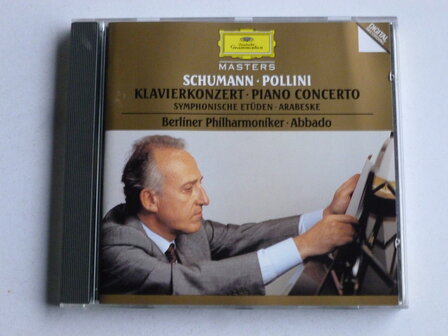 Deutsche
Grammophon
DIGITAL
MASTERS
SCHUMANN · POLLINI
KLAVIERKONZERT · PIANO CONCERTO
SYMPHONISCHE ETÜDEN · ARABESKE
Berliner Philharmoniker · Abbado